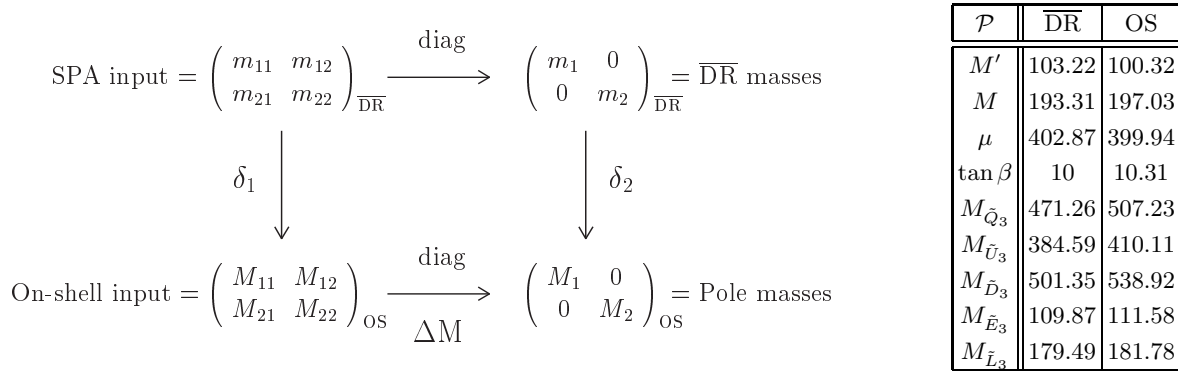 SPA input = ( m₁₁ m₁₂
m₂₁ m₂₂ ) D̅R̅
diag
( m₁ 0
0 m₂ ) D̅R̅ = D̅R̅ masses
δ₁
δ₂
On-shell input = ( M₁₁ M₁₂
M₂₁ M₂₂ ) OS
diag
ΔM
( M₁ 0
0 M₂ ) OS = Pole masses
𝒫 D̅R̅ OS
M′ 103.22 100.32
M 193.31 197.03
μ 402.87 399.94
tan β 10 10.31
M_Q̃₃ 471.26 507.23
M_Ũ₃ 384.59 410.11
M_D̃₃ 501.35 538.92
M_Ẽ₃ 109.87 111.58
M_L̃₃ 179.49 181.78